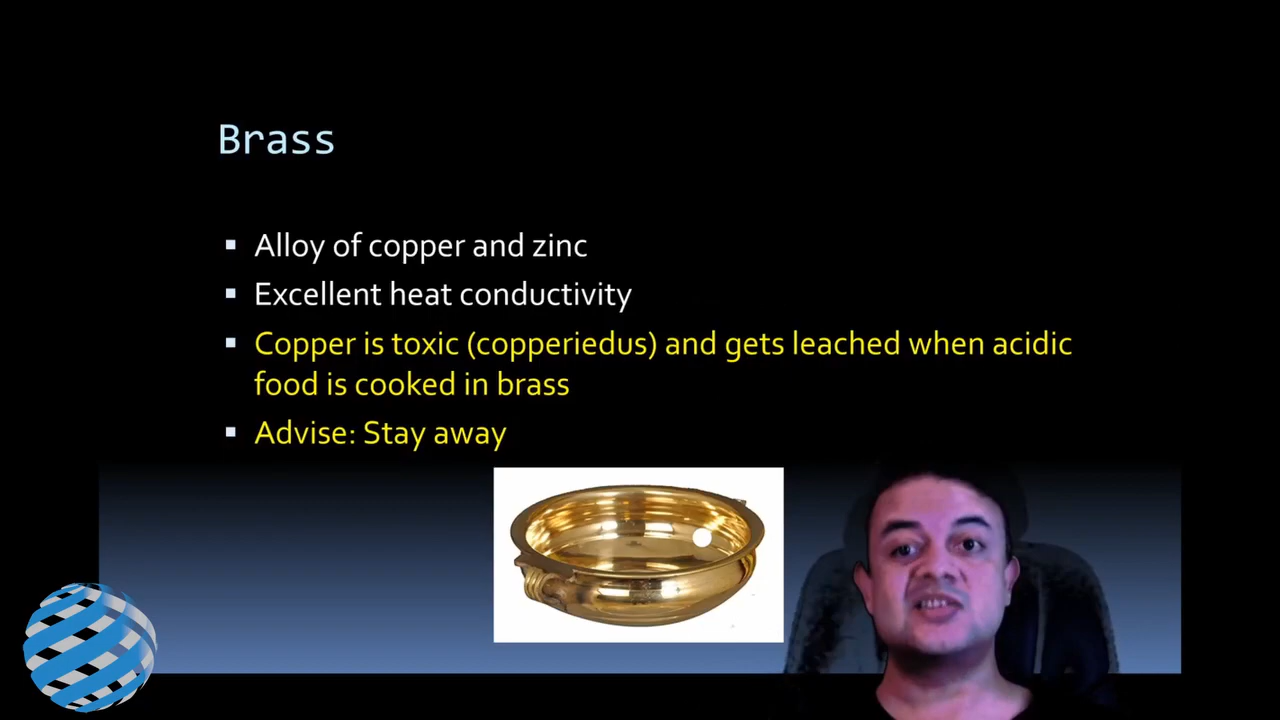 Brass
Alloy of copper and zinc
Excellent heat conductivity
Copper is toxic (copperiedus) and gets leached when acidic
food is cooked in brass
Advise: Stay away